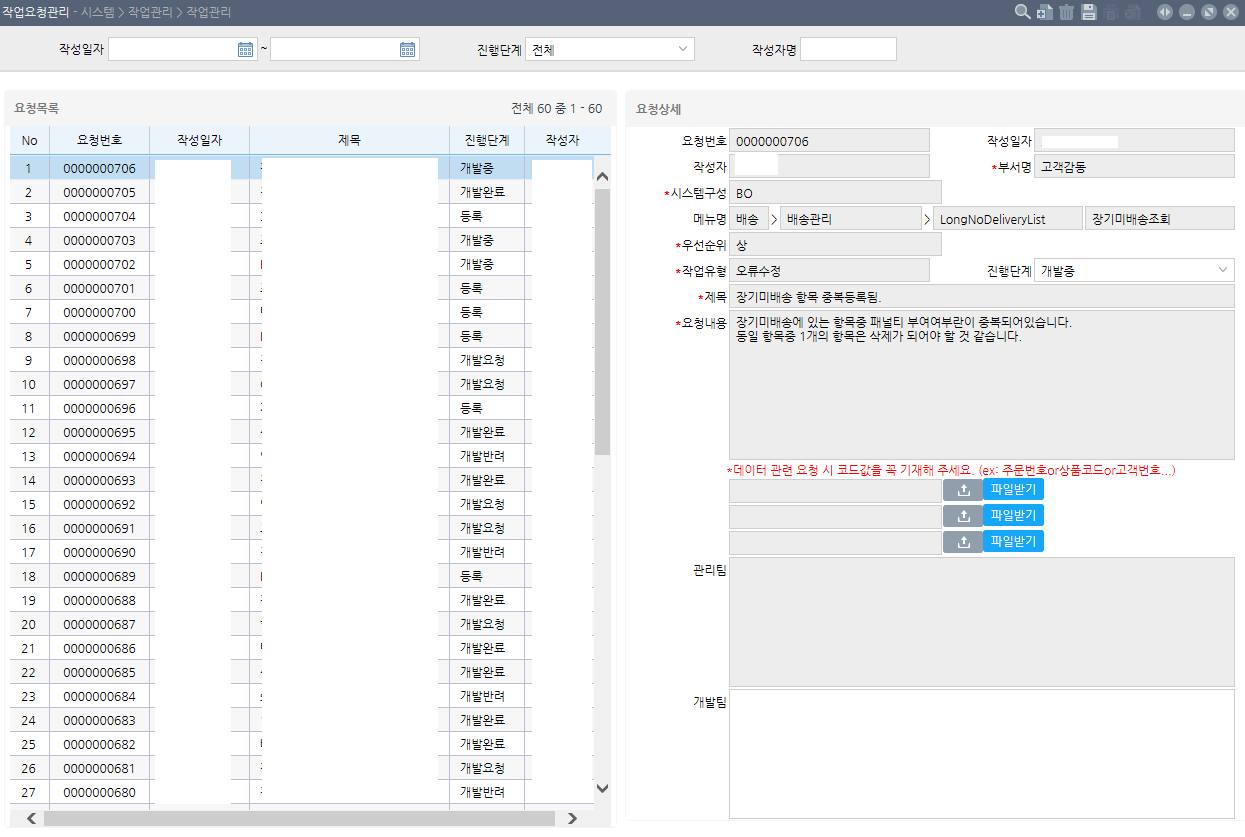 작업요청관리 - 시스템 > 작업관리 > 작업관리
작성일자 ~ 진행단계 전체 작성자명
요청목록 전체 60 중 1 - 60
No 요청번호 작성일자 제목 진행단계 작성자
1 0000000706 개발중
2 0000000705 개발완료
3 0000000704 등록
4 0000000703 개발중
5 0000000702 개발중
6 0000000701 등록
7 0000000700 등록
8 0000000699 등록
9 0000000698 개발요청
10 0000000697 개발요청
11 0000000696 등록
12 0000000695 개발완료
13 0000000694 개발반려
14 0000000693 개발완료
15 0000000692 개발요청
16 0000000691 개발요청
17 0000000690 개발반려
18 0000000689 등록
19 0000000688 개발완료
20 0000000687 개발요청
21 0000000686 개발완료
22 0000000685 개발완료
23 0000000684 개발반려
24 0000000683 개발완료
25 0000000682 개발완료
26 0000000681 개발요청
27 0000000680 개발반려
요청상세
요청번호 0000000706 작성일자
작성자 *부서명 고객감동
*시스템구성 BO
메뉴명 배송 > 배송관리 > LongNoDeliveryList 장기미배송조회
*우선순위 상
*작업유형 오류수정 진행단계 개발중
*제목 장기미배송 항목 중복등록됨.
*요청내용 장기미배송에 있는 항목중 패널티 부여여부란이 중복되어있습니다.
동일 항목중 1개의 항목은 삭제가 되어야 할 것 같습니다.
*데이터 관련 요청 시 코드값을 꼭 기재해 주세요. (ex: 주문번호or상품코드or고객번호...)
파일받기
파일받기
파일받기
관리팀
개발팀